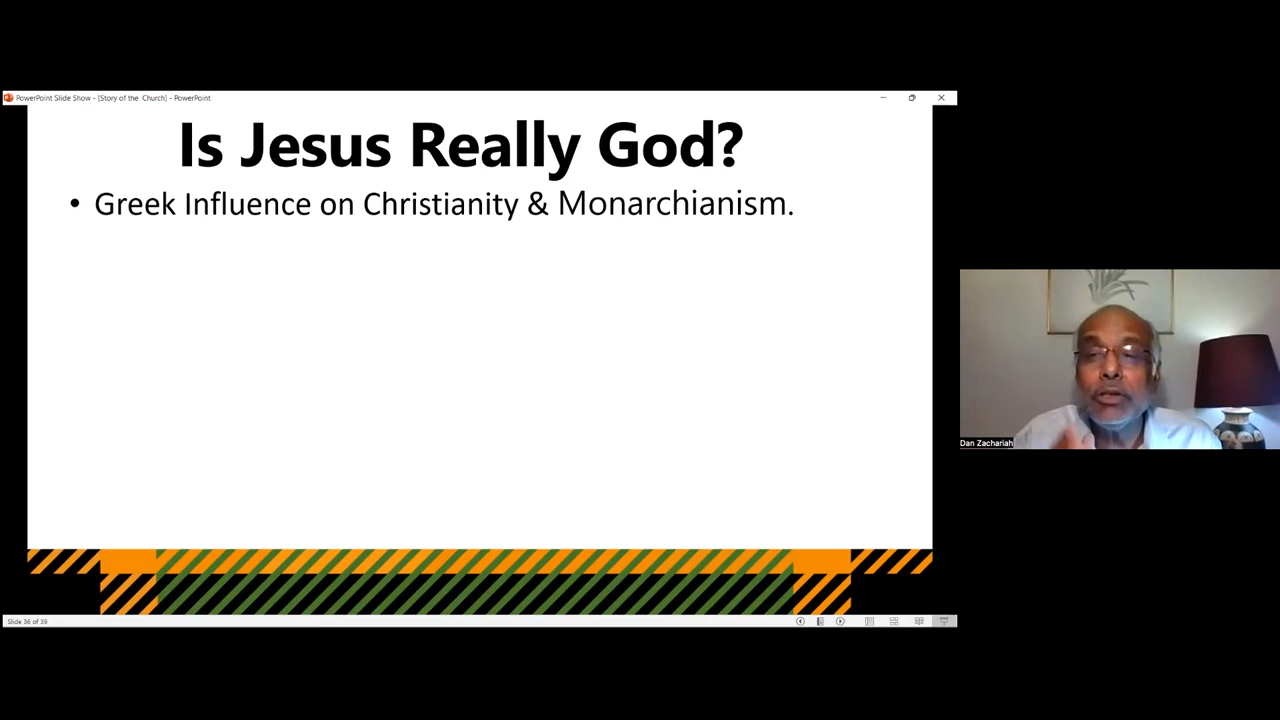 PowerPoint Slide Show - [Story of the Church] - PowerPoint
Is Jesus Really God?
• Greek Influence on Christianity & Monarchianism.
Dan Zachariah
Slide 36 of 39